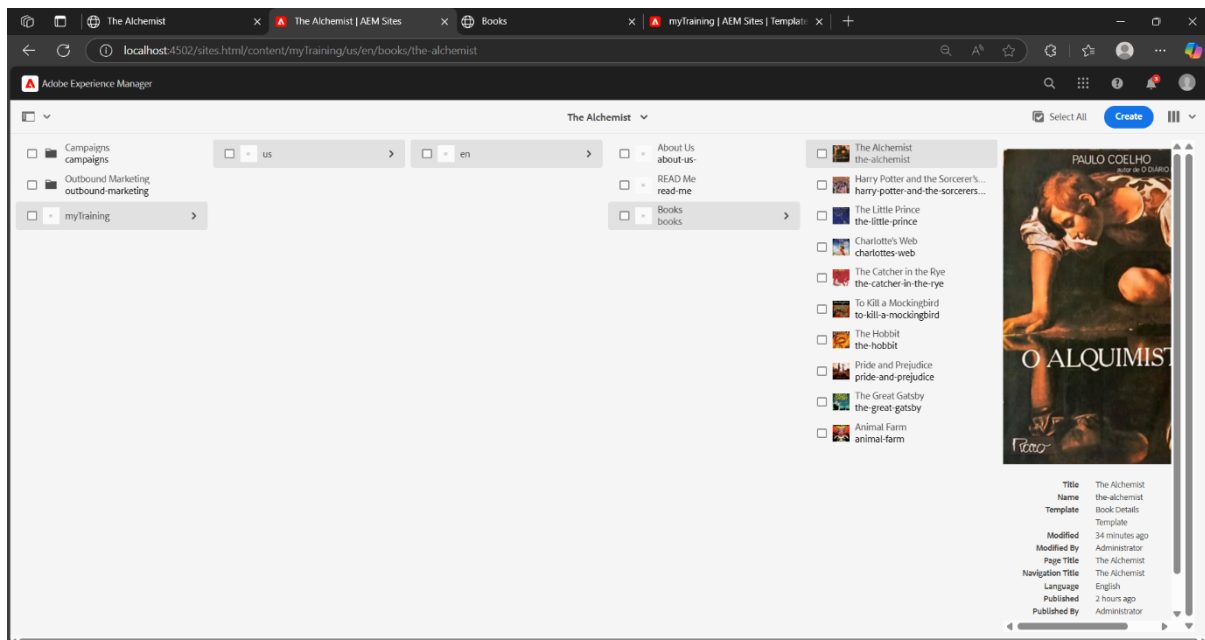 The Alchemist
The Alchemist | AEM Sites
Books
myTraining | AEM Sites | Template
localhost:4502/sites.html/content/myTraining/us/en/books/the-alchemist
Adobe Experience Manager
The Alchemist
Select All
Create
Campaigns
campaigns
Outbound Marketing
outbound-marketing
myTraining
us
en
About Us
about-us-
READ Me
read-me
Books
books
The Alchemist
the-alchemist
Harry Potter and the Sorcerer's...
harry-potter-and-the-sorcerers...
The Little Prince
the-little-prince
Charlotte's Web
charlottes-web
The Catcher in the Rye
the-catcher-in-the-rye
To Kill a Mockingbird
to-kill-a-mockingbird
The Hobbit
the-hobbit
Pride and Prejudice
pride-and-prejudice
The Great Gatsby
the-great-gatsby
Animal Farm
animal-farm
PAULO COELHO
autor de O DIÁRIO
O ALQUIMIST
Title The Alchemist
Name the-alchemist
Template Book Details
Template
Modified 34 minutes ago
Modified By Administrator
Page Title The Alchemist
Navigation Title The Alchemist
Language English
Published 2 hours ago
Published By Administrator